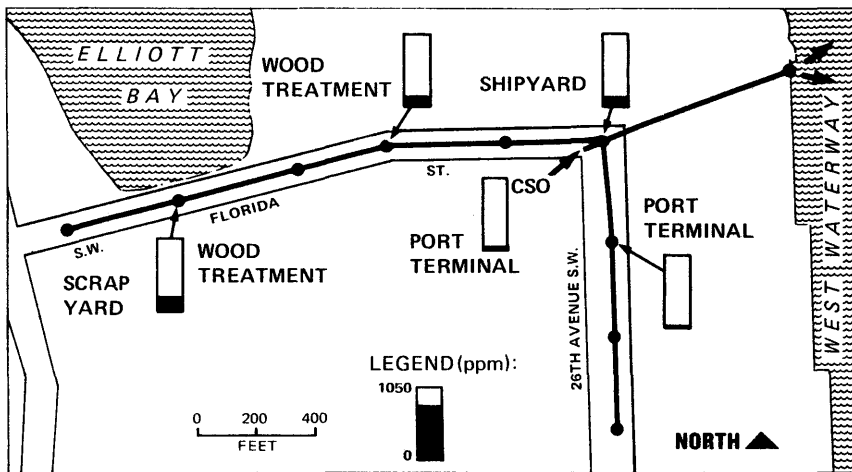 ELLIOTT
BAY
WOOD
TREATMENT
SHIPYARD
CSO
ST.
FLORIDA
S.W.
WOOD
TREATMENT
SCRAP
YARD
PORT
TERMINAL
PORT
TERMINAL
26TH AVENUE S.W.
WEST WATERWAY
LEGEND (ppm):
1050
0
0 200 400
FEET
NORTH